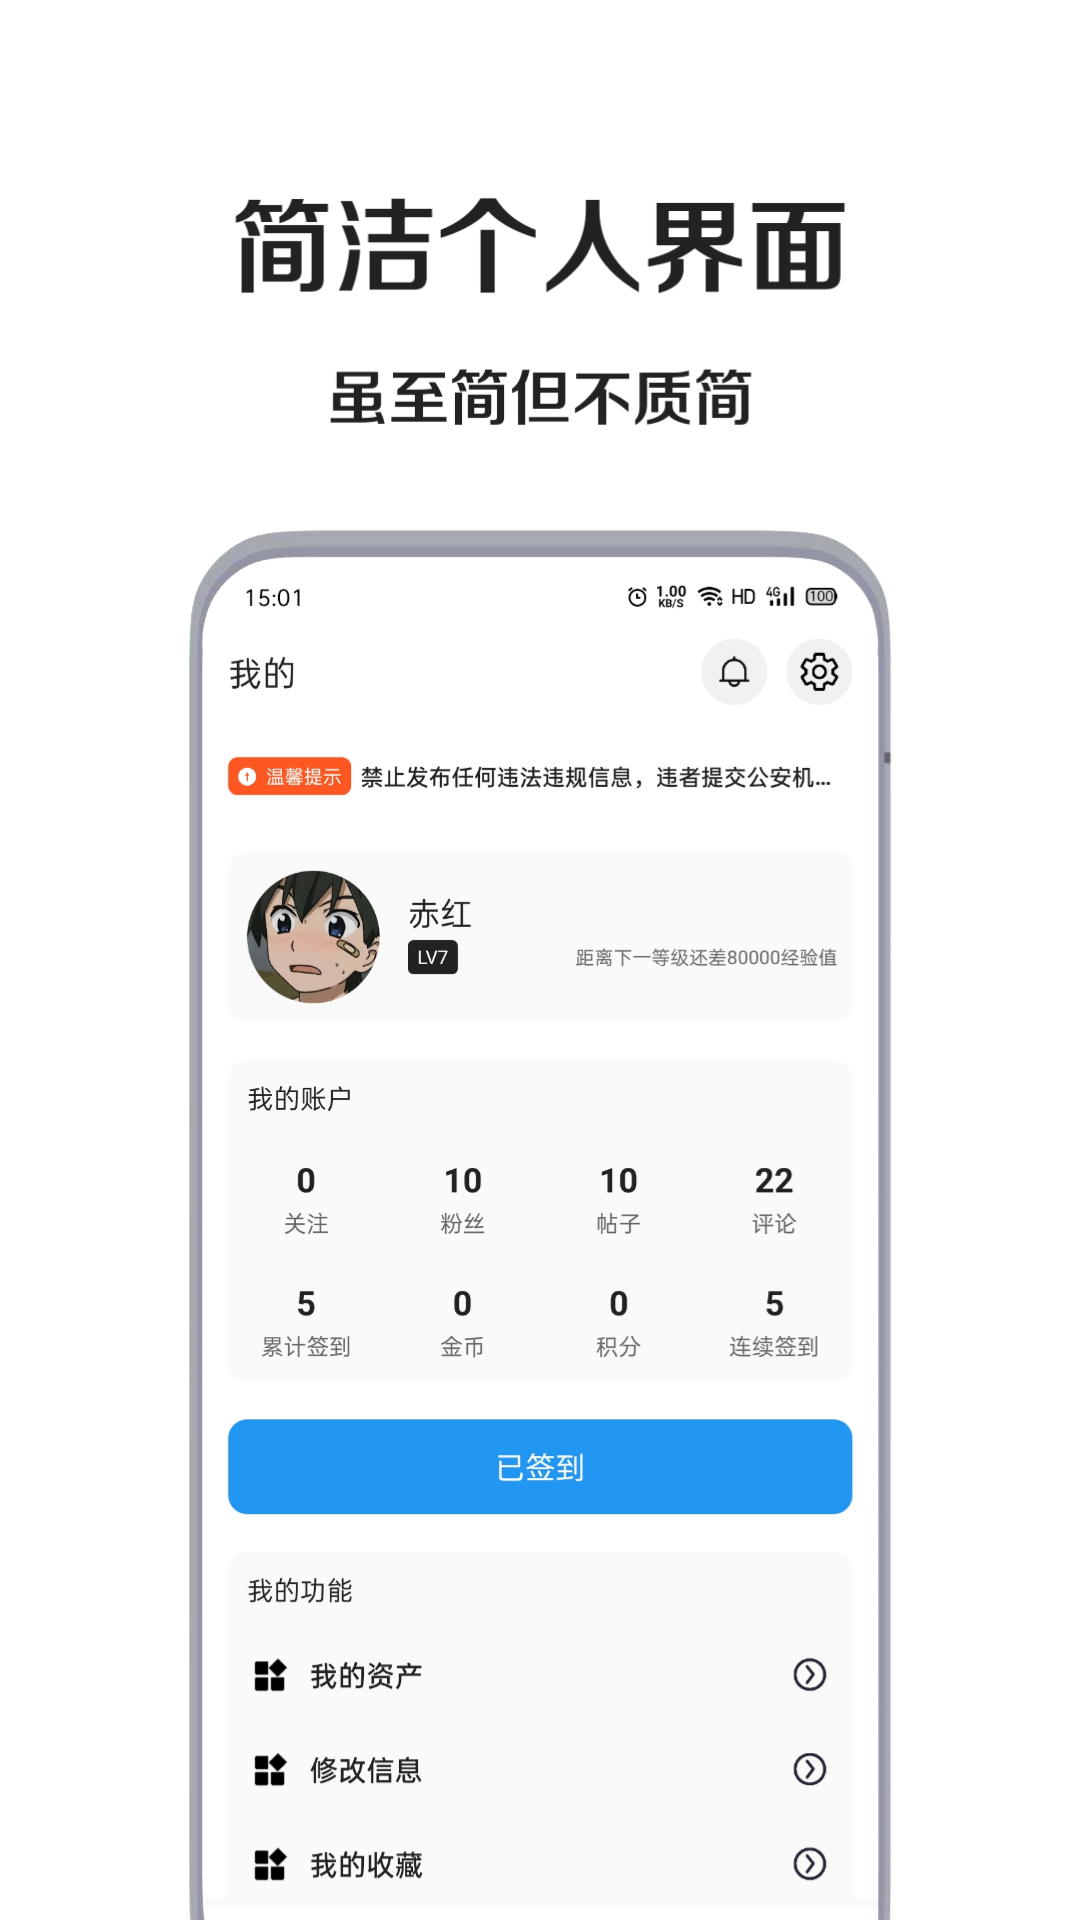 简洁个人界面
虽至简但不质简
15:01 1.00 KB/S HD 4G 100
我的
温馨提示 禁止发布任何违法违规信息，违者提交公安机...
赤红
LV7 距离下一等级还差80000经验值
我的账户
0 10 10 22
关注 粉丝 帖子 评论
5 0 0 5
累计签到 金币 积分 连续签到
已签到
我的功能
我的资产
修改信息
我的收藏